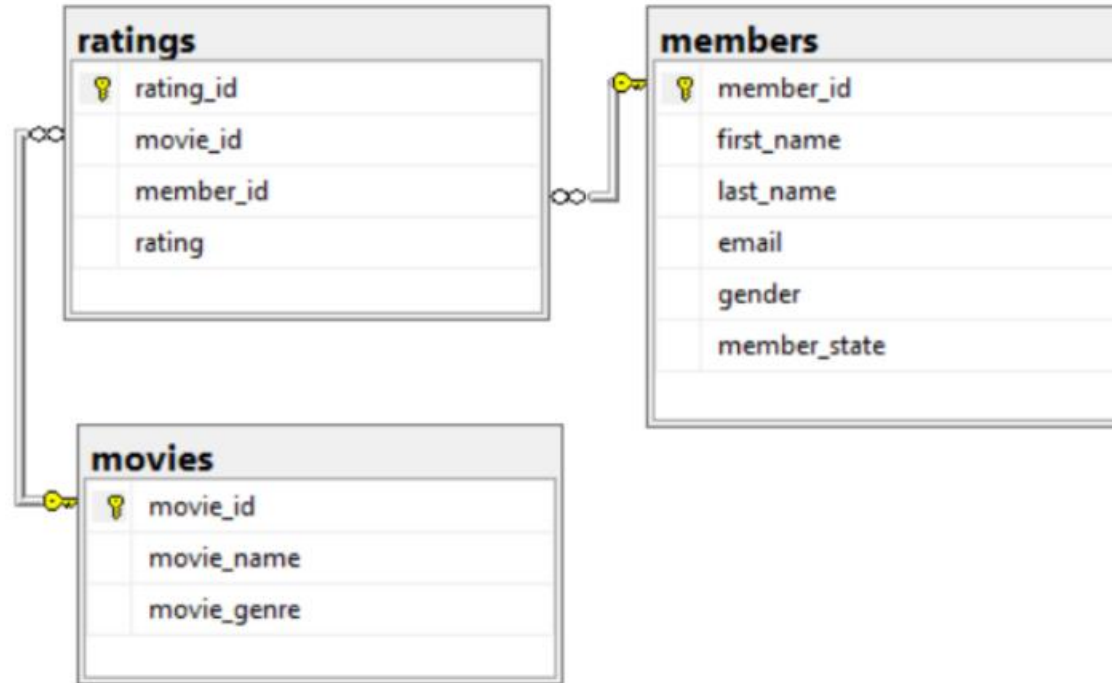 ratings
rating_id
movie_id
member_id
rating
members
member_id
first_name
last_name
email
gender
member_state
movies
movie_id
movie_name
movie_genre